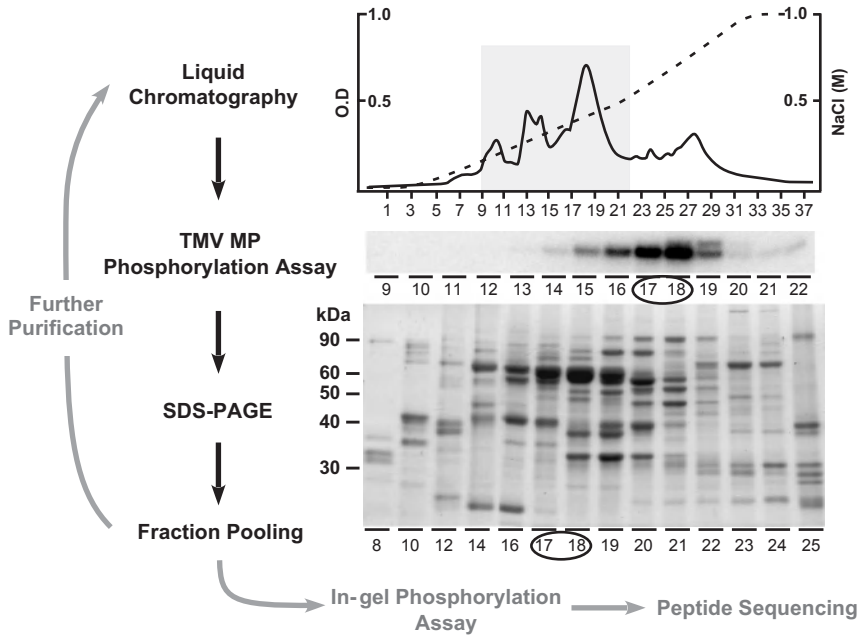 Liquid
Chromatography
TMV MP
Phosphorylation Assay
SDS-PAGE
Fraction Pooling
Further
Purification
In-gel Phosphorylation
Assay
Peptide Sequencing
O.D
1.0
0.5
0
1.0
0.5
NaCl (M)
1 3 5 7 9 11 13 15 17 19 21 23 25 27 29 31 33 35 37
9 10 11 12 13 14 15 16 17 18 19 20 21 22
kDa
90
60
50
40
30
8 10 12 14 16 17 18 19 20 21 22 23 24 25